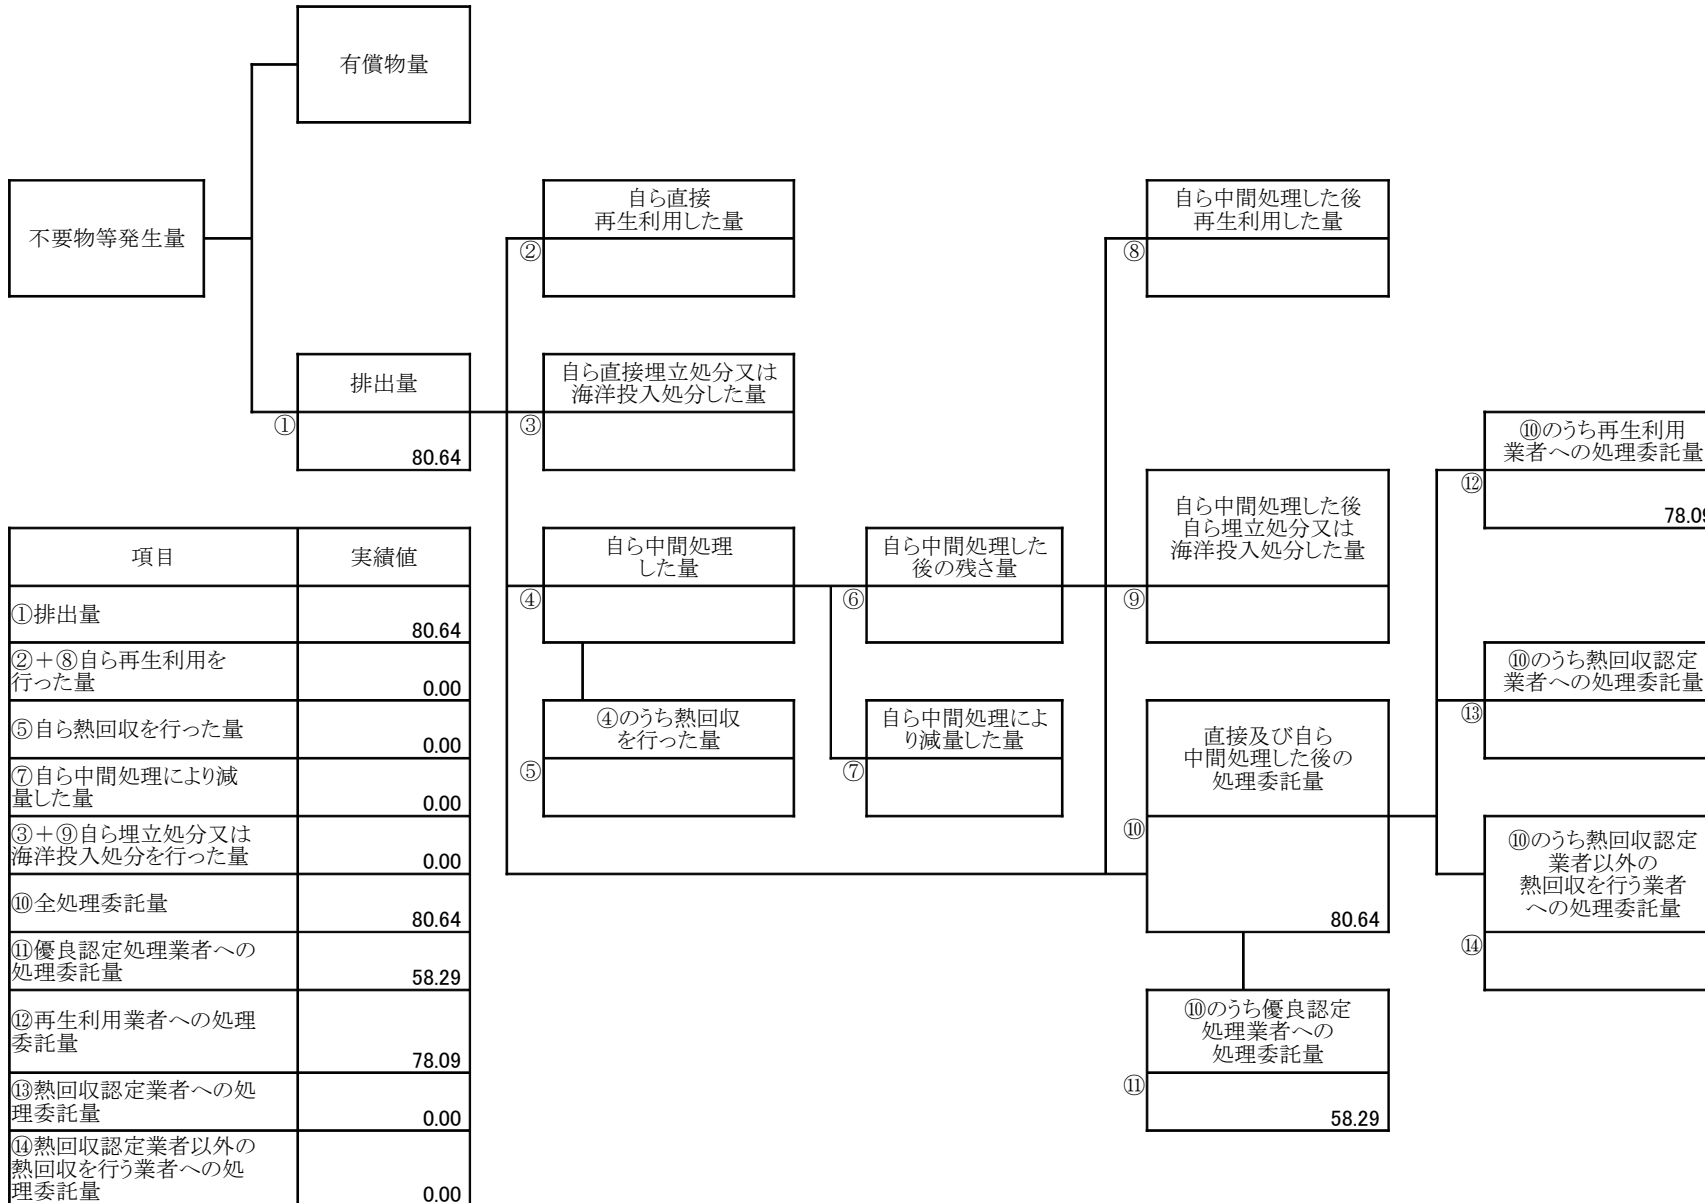 有償物量
不要物等発生量
自ら直接
再生利用した量
②
自ら中間処理した後
再生利用した量
⑧
排出量
①
80.64
自ら直接埋立処分又は
海洋投入処分した量
③
⑩のうち再生利用
業者への処理委託量
⑫
78.09
自ら中間処理
した量
④
自ら中間処理した
後の残さ量
⑥
自ら中間処理した後
自ら埋立処分又は
海洋投入処分した量
⑨
④のうち熱回収
を行った量
⑤
自ら中間処理によ
り減量した量
⑦
直接及び自ら
中間処理した後の
処理委託量
⑩
80.64
⑩のうち熱回収認定
業者への処理委託量
⑬
⑩のうち熱回収認定
業者以外の
熱回収を行う業者
への処理委託量
⑭
⑩のうち優良認定
処理業者への
処理委託量
⑪
58.29
項目 実績値
①排出量
80.64
②＋⑧自ら再生利用を
行った量
0.00
⑤自ら熱回収を行った量
0.00
⑦自ら中間処理により減
量した量
0.00
③＋⑨自ら埋立処分又は
海洋投入処分を行った量
0.00
⑩全処理委託量
80.64
⑪優良認定処理業者への
処理委託量
58.29
⑫再生利用業者への処理
委託量
78.09
⑬熱回収認定業者への処
理委託量
0.00
⑭熱回収認定業者以外の
熱回収を行う業者への処
理委託量
0.00